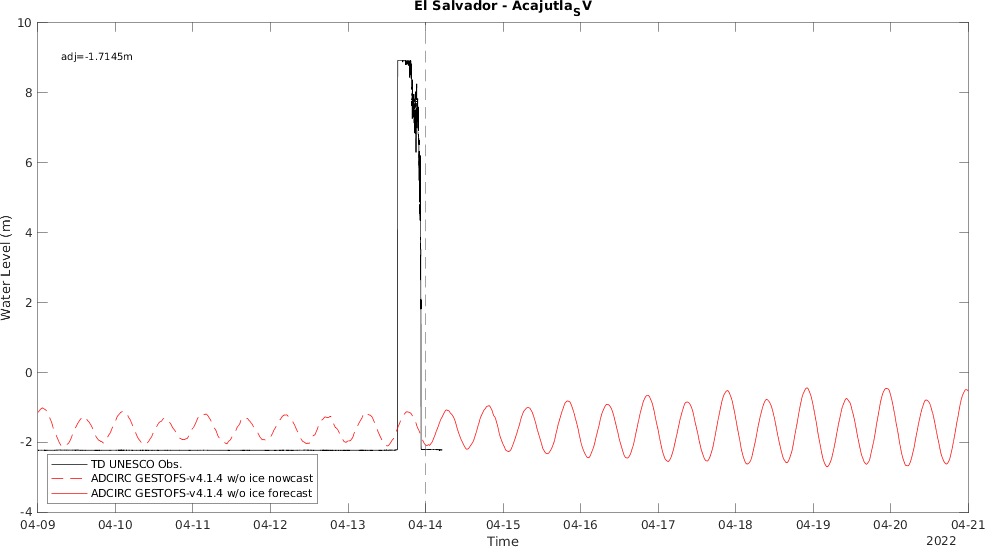 El Salvador - Acajutla_SV
adj=-1.7145m
10
8
6
4
2
0
-2
-4
Water Level (m)
TD UNESCO Obs.
ADCIRC GESTOFS-v4.1.4 w/o ice nowcast
ADCIRC GESTOFS-v4.1.4 w/o ice forecast
04-09 04-10 04-11 04-12 04-13 04-14 04-15 04-16 04-17 04-18 04-19 04-20 04-21
Time
2022